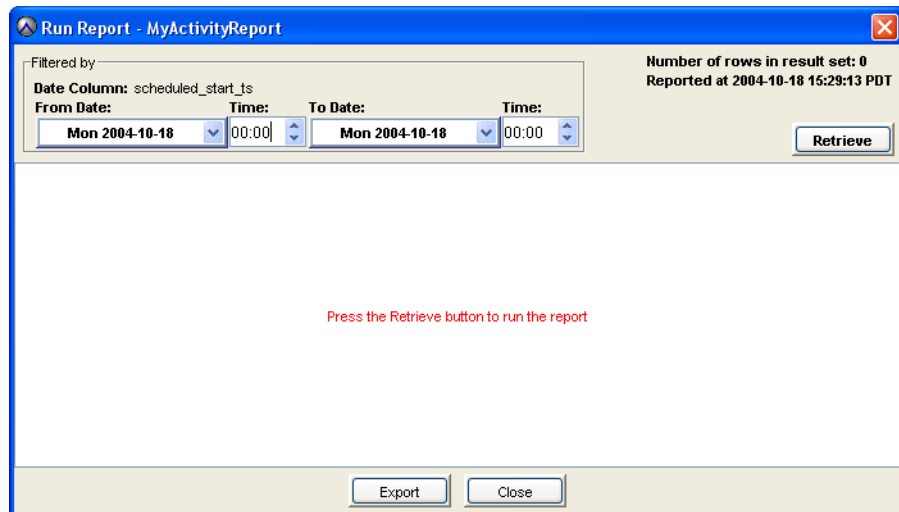 Run Report - MyActivityReport
Filtered by
Number of rows in result set: 0
Reported at 2004-10-18 15:29:13 PDT
Date Column: scheduled_start_ts
From Date: Time: To Date: Time:
Mon 2004-10-18 00:00 Mon 2004-10-18 00:00
Retrieve
Press the Retrieve button to run the report
Export Close